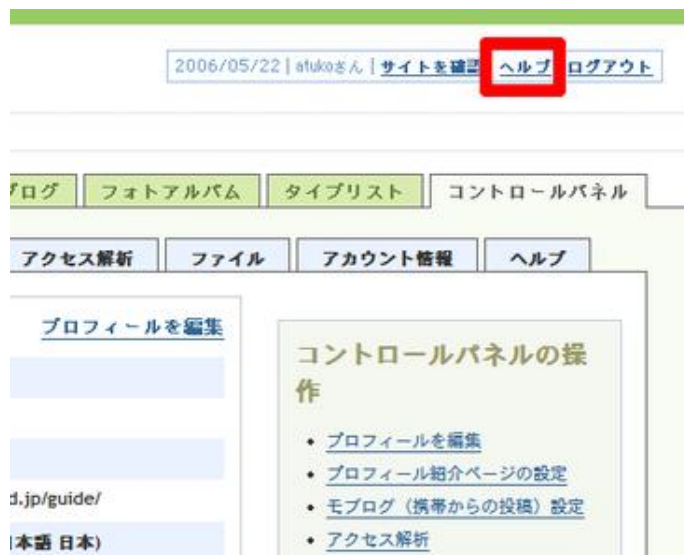 2006/05/22 | atukoさん | サイトを確認 ヘルプ ログアウト
ブログ フォトアルバム タイプリスト コントロールパネル
アクセス解析 ファイル アカウント情報 ヘルプ
プロフィールを編集
コントロールパネルの操
作
• プロフィールを編集
• プロフィール紹介ページの設定
d.jp/guide/
• モブログ（携帯からの投稿）設定
本語 日本)
• アクセス解析